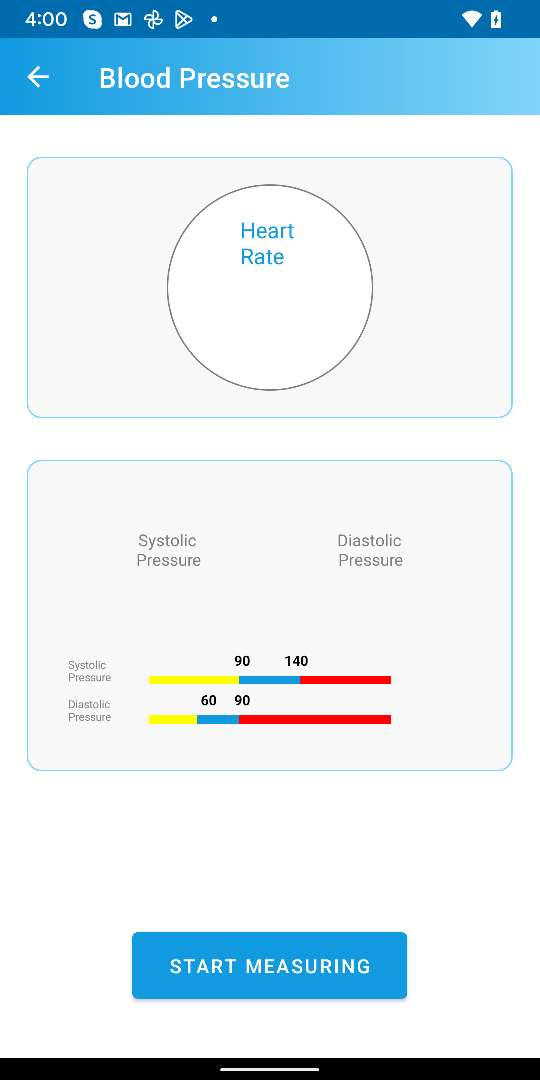 4:00
Blood Pressure
Heart
Rate
Systolic
Pressure
Diastolic
Pressure
90 140
Systolic
Pressure
60 90
Diastolic
Pressure
START MEASURING